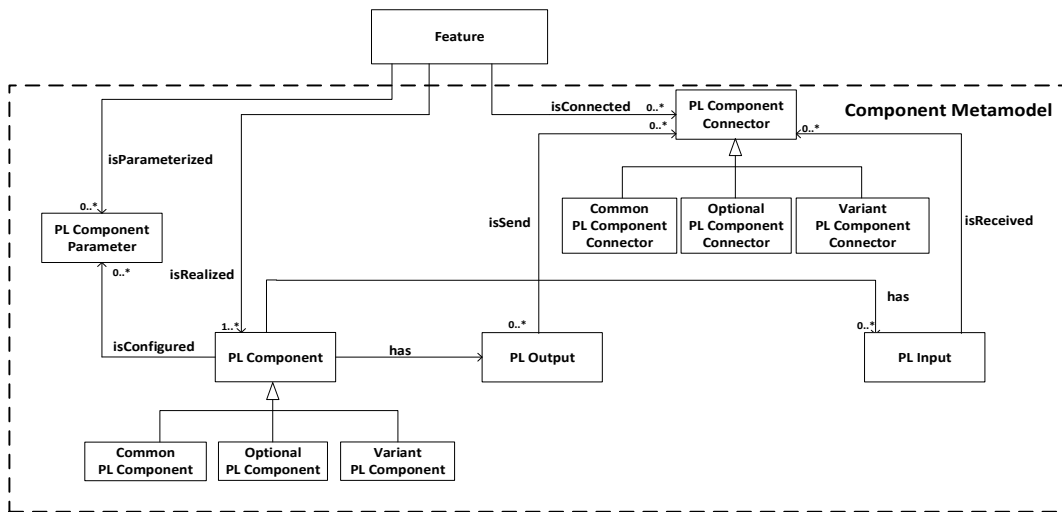 Feature
isConnected
0..*
PL Component
Connector
0..*
0..*
Component Metamodel
isParameterized
0..*
PL Component
Parameter
0..*
isSend
Common
PL Component
Connector
Optional
PL Component
Connector
Variant
PL Component
Connector
isReceived
isRealized
has
1..*
0..*
0..*
isConfigured
PL Component
has
PL Output
PL Input
Common
PL Component
Optional
PL Component
Variant
PL Component